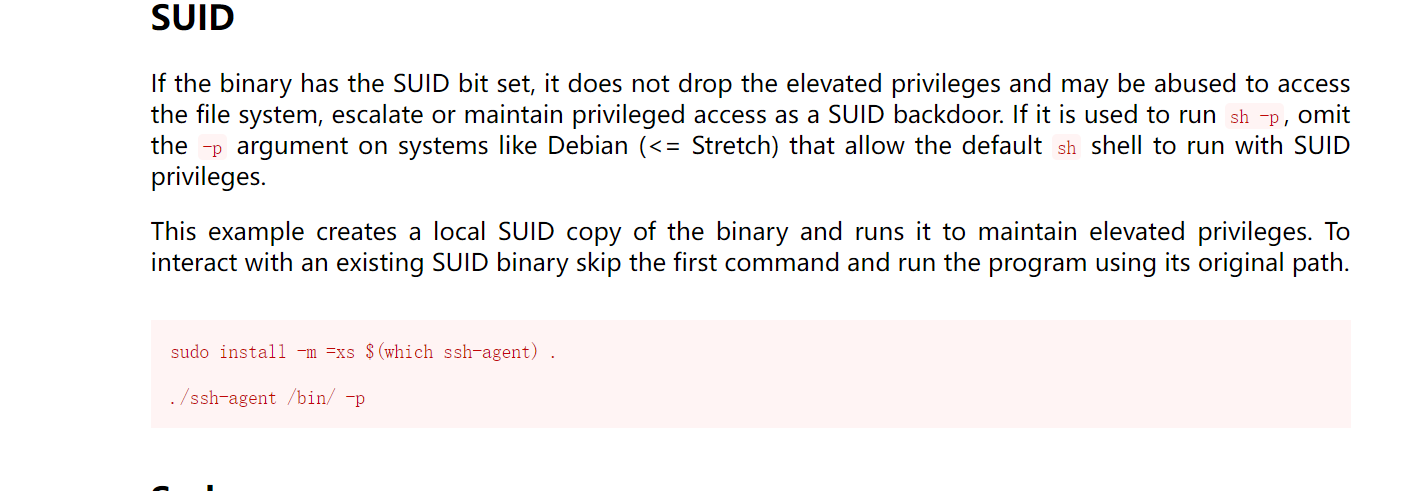 SUID
If the binary has the SUID bit set, it does not drop the elevated privileges and may be abused to access
the file system, escalate or maintain privileged access as a SUID backdoor. If it is used to run sh -p, omit
the -p argument on systems like Debian (<= Stretch) that allow the default sh shell to run with SUID
privileges.
This example creates a local SUID copy of the binary and runs it to maintain elevated privileges. To
interact with an existing SUID binary skip the first command and run the program using its original path.
sudo install -m =xs $(which ssh-agent) .
./ssh-agent /bin/ -p